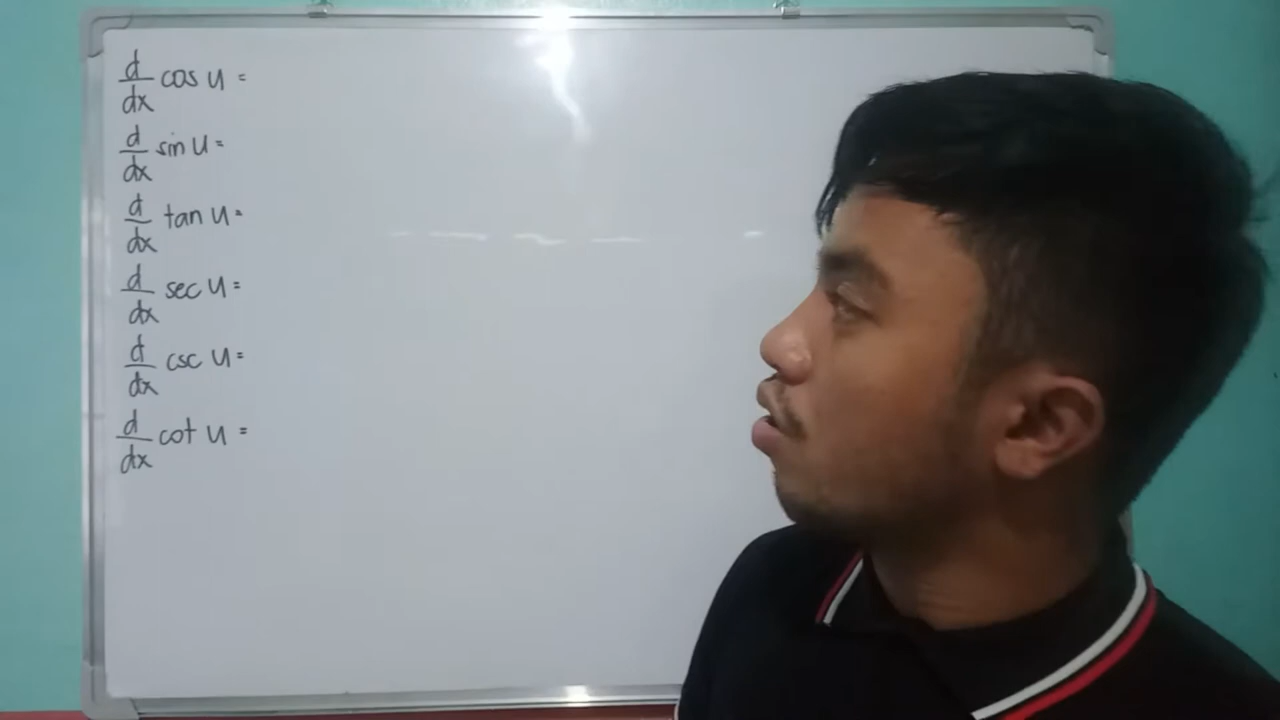 d/dx cos u =
d/dx sin u =
d/dx tan u =
d/dx sec u =
d/dx csc u =
d/dx cot u =